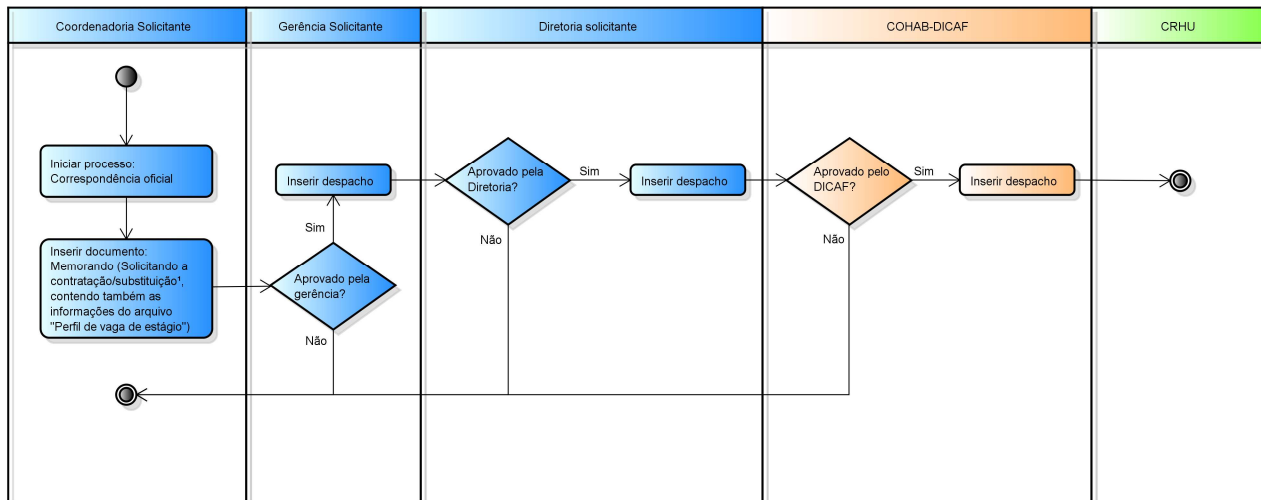 Coordenadoria Solicitante
Gerência Solicitante
Diretoria solicitante
COHAB-DICAF
CRHU
Iniciar processo:
Correspondência oficial
Inserir documento:
Memorando (Solicitando a
contratação/substituição¹,
contendo também as
informações do arquivo
"Perfil de vaga de estágio")
Inserir despacho
Sim
Aprovado pela
gerência?
Não
Aprovado pela
Diretoria?
Sim
Não
Inserir despacho
Aprovado pelo
DICAF?
Sim
Não
Inserir despacho